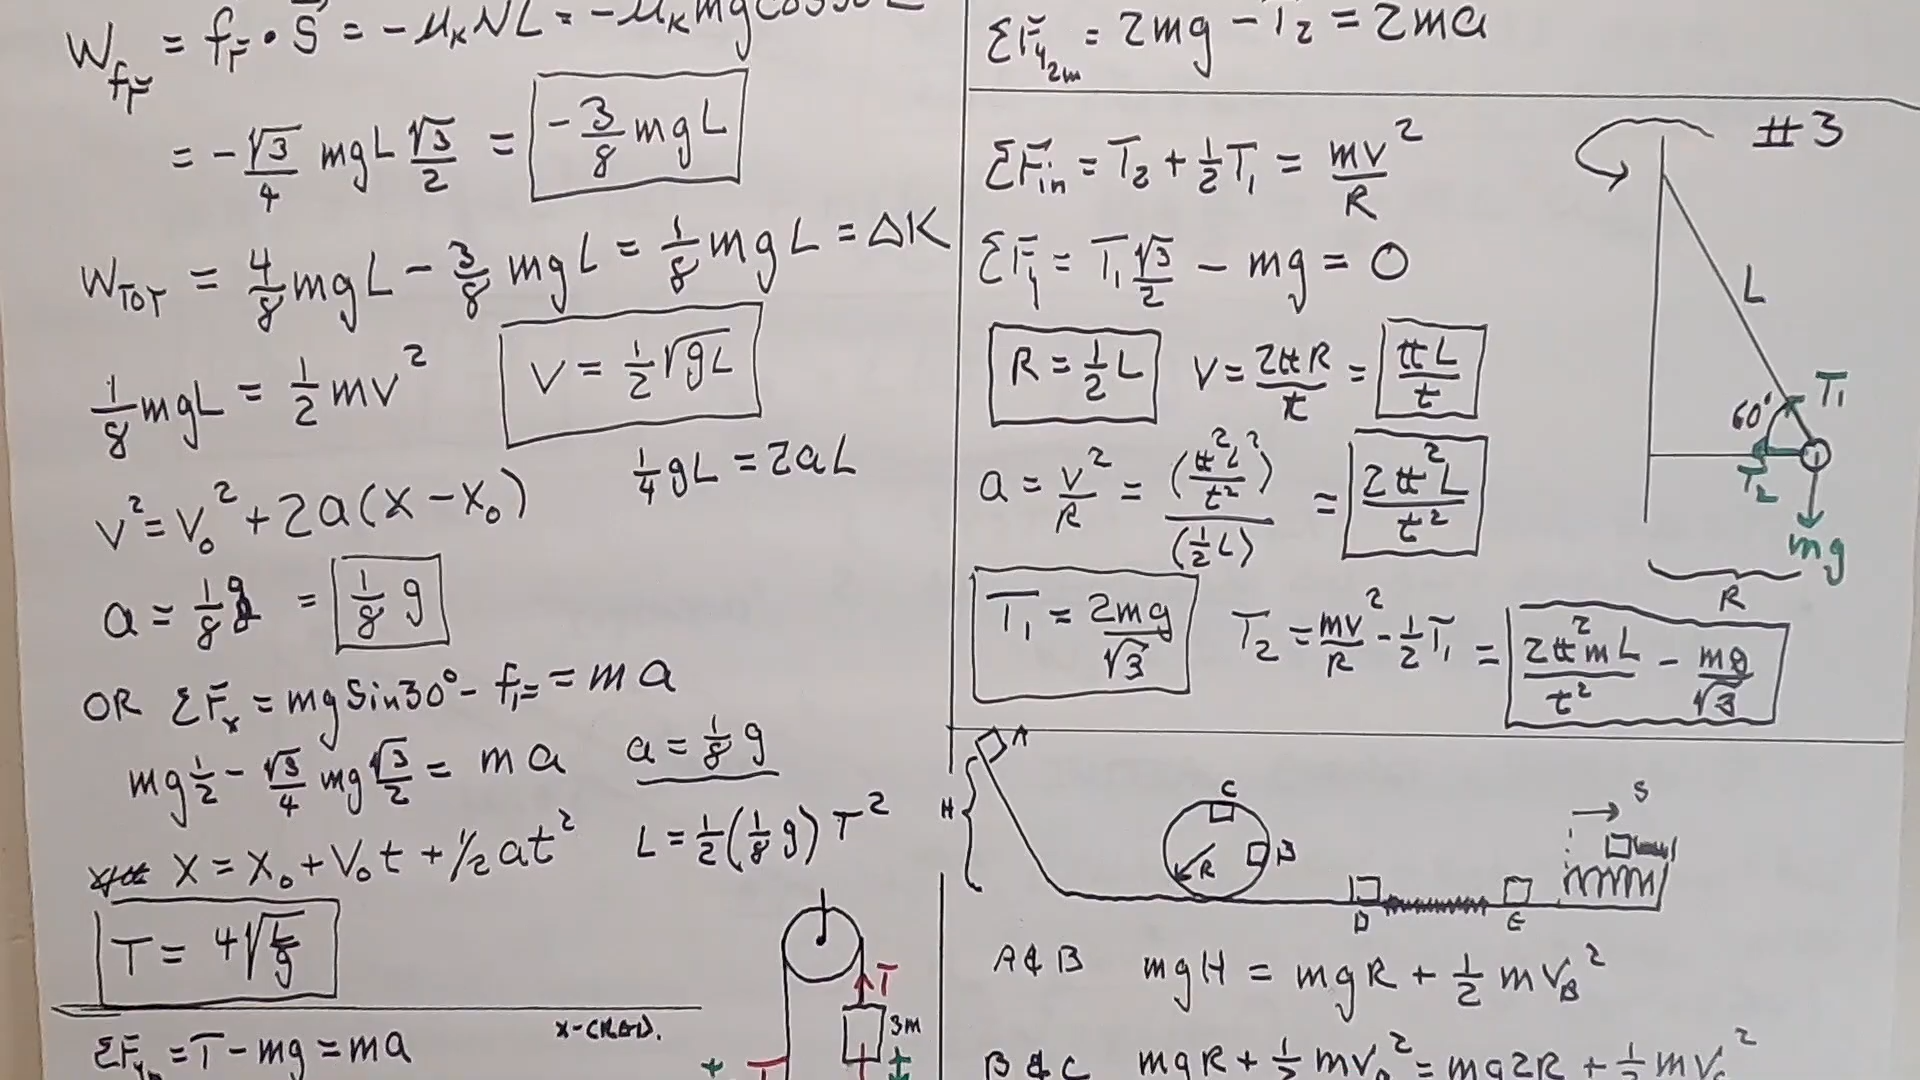 W_fF = f_F • S = -μ_K NL = -μ_K mg
= -√3/4 mgL √3/2 = -3/8 mgL
W_TOT = 4/8 mgL - 3/8 mgL = 1/8 mgL = ΔK
1/8 mgL = 1/2 mv²
V = 1/2 √gL
1/4 gL = 2aL
v² = V₀² + 2a(x - x₀)
a = 1/8 g = 1/8 g
OR ΣF_x = mg Sin30° - f_F = ma
mg 1/2 - √3/4 mg √3/2 = ma
a = 1/8 g
X = X₀ + V₀t + 1/2 at²
L = 1/2 (1/8 g) T²
T = 4√L/g
= T - mg = ma
T
3m
+ T
ΣF_y2m = 2mg - T₂ = 2ma
#3
ΣF_in = T₂ + 1/2 T₁ = mv²/R
ΣF_y = T₁ √3/2 - mg = 0
R = 1/2 L
V = 2πR/t = πL/t
a = v²/R = (π²L²/t²)/(1/2 L) = 2π²L/t²
T₁ = 2mg/√3
T₂ = mv²/R - 1/2 T₁ = 2π²mL/t² - mg/√3
L
60°
T₁
T₂
mg
R
A
H
C
B
R
D
E
S
A & B mgH = mgR + 1/2 mV_B²
B & C mgR + 1/2 mV_B² = mg2R + 1/2 mV_C²